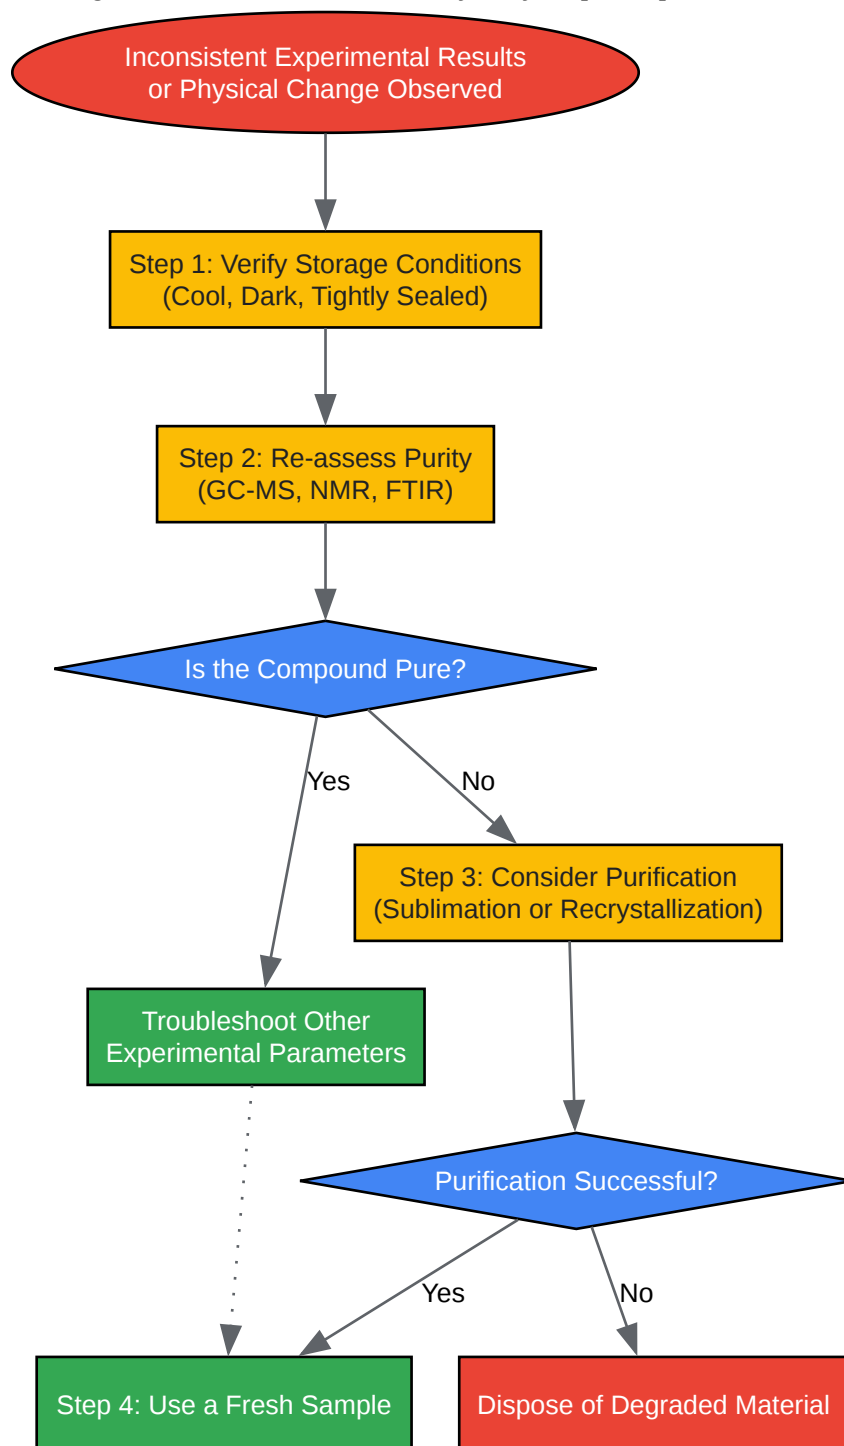 Inconsistent Experimental Results
or Physical Change Observed
Step 1: Verify Storage Conditions
(Cool, Dark, Tightly Sealed)
Step 2: Re-assess Purity
(GC-MS, NMR, FTIR)
Is the Compound Pure?
Yes
No
Step 3: Consider Purification
(Sublimation or Recrystallization)
Troubleshoot Other
Experimental Parameters
Purification Successful?
Yes
No
Step 4: Use a Fresh Sample
Dispose of Degraded Material